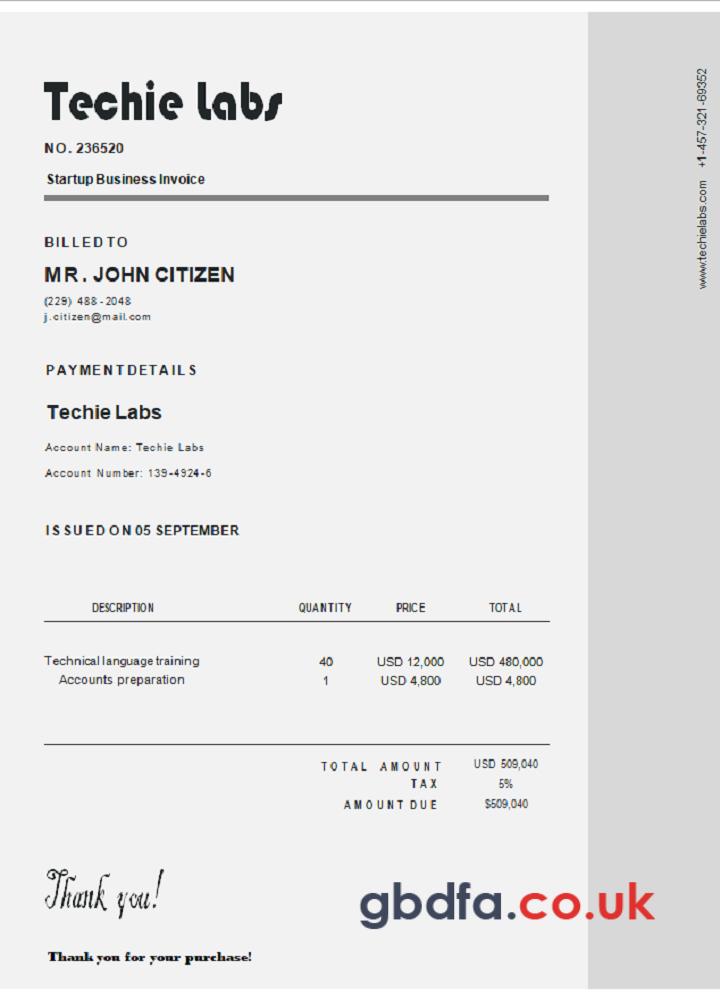 Techie Labs
NO. 236520
Startup Business Invoice
www.techielabs.com +1-457-321-69352
BILLED TO
MR. JOHN CITIZEN
(229) 488-2048
j.citizen@mail.com
PAYMENT DETAILS
Techie Labs
Account Name: Techie Labs
Account Number: 139-4924-6
ISSUED ON 05 SEPTEMBER
DESCRIPTION QUANTITY PRICE TOTAL
Technical language training 40 USD 12,000 USD 480,000
Accounts preparation 1 USD 4,800 USD 4,800
TOTAL AMOUNT USD 509,040
TAX 5%
AMOUNT DUE $509,040
Thank you!
gbdfa.co.uk
Thank you for your purchase!